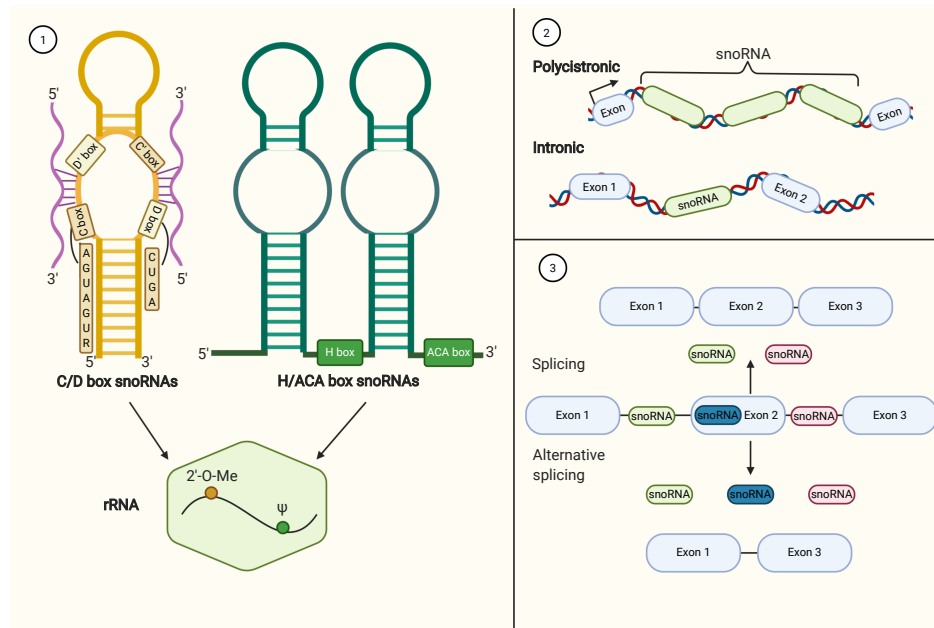 1
5'
3'
D' box
C' box
C box
D box
3'
5'
A
G
U
A
G
U
R
C
U
G
A
5'
3'
C/D box snoRNAs
5'
H box
ACA box
3'
H/ACA box snoRNAs
rRNA
2'-O-Me
ψ
2
Polycistronic
snoRNA
Exon
Exon
Intronic
Exon 1
snoRNA
Exon 2
3
Exon 1
Exon 2
Exon 3
snoRNA
snoRNA
Splicing
Exon 1
snoRNA
snoRNA
Exon 2
snoRNA
Exon 3
Alternative
splicing
snoRNA
snoRNA
snoRNA
Exon 1
Exon 3